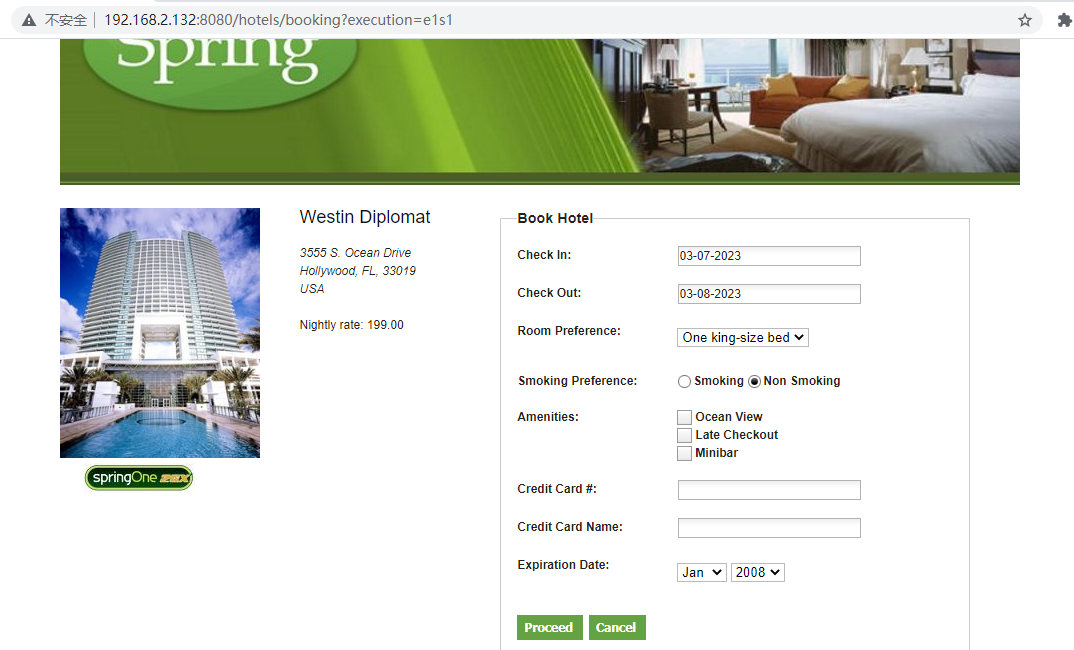 不安全 192.168.2.132:8080/hotels/booking?execution=e1s1
Spring
Westin Diplomat
3555 S. Ocean Drive
Hollywood, FL, 33019
USA
Nightly rate: 199.00
springOne 2GX
Book Hotel
Check In: 03-07-2023
Check Out: 03-08-2023
Room Preference: One king-size bed
Smoking Preference: Smoking Non Smoking
Amenities: Ocean View
Late Checkout
Minibar
Credit Card #:
Credit Card Name:
Expiration Date: Jan 2008
Proceed Cancel